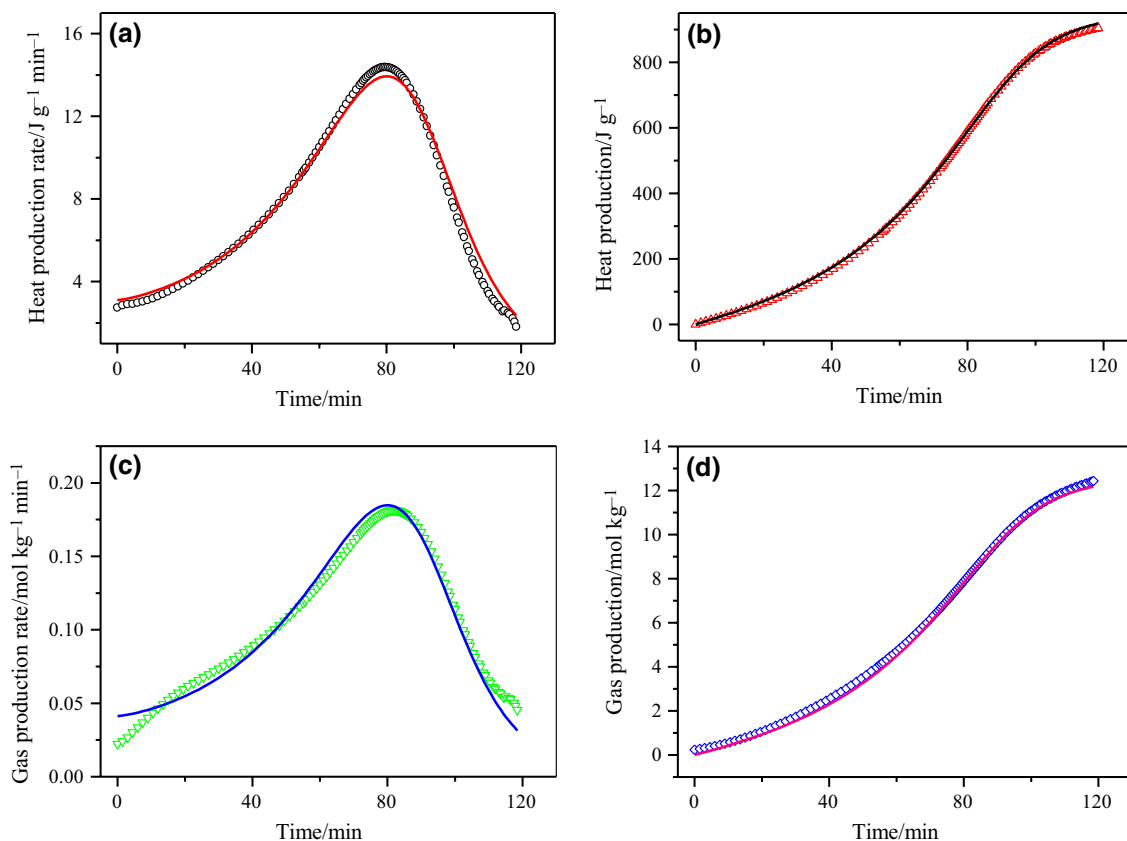 (a)
16
12
8
4
0 40 80 120
Heat production rate/J g⁻¹ min⁻¹
Time/min
(b)
800
600
400
200
0
0 40 80 120
Heat production/J g⁻¹
Time/min
(c)
0.20
0.15
0.10
0.05
0.00
0 40 80 120
Gas production rate/mol kg⁻¹ min⁻¹
Time/min
(d)
14
12
10
8
6
4
2
0
0 40 80 120
Gas production/mol kg⁻¹
Time/min